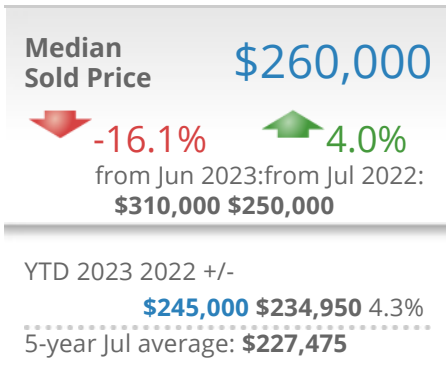 Median
Sold Price
$260,000
-16.1% 4.0%
from Jun 2023:from Jul 2022:
$310,000 $250,000
YTD 2023 2022 +/-
$245,000 $234,950 4.3%
5-year Jul average: $227,475